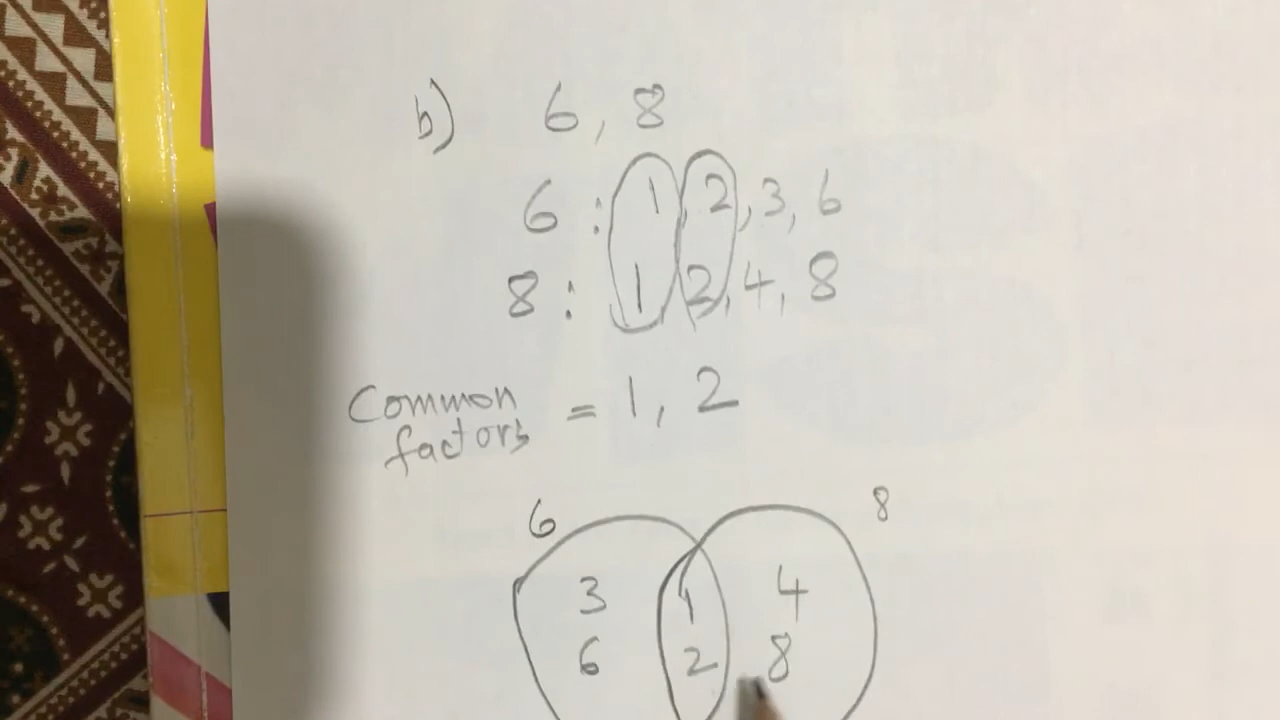 b) 6, 8
6 : 1, 2, 3, 6
8 : 1 2, 4, 8
Common
factors = 1, 2
6 8
3 1 4
6 2 8